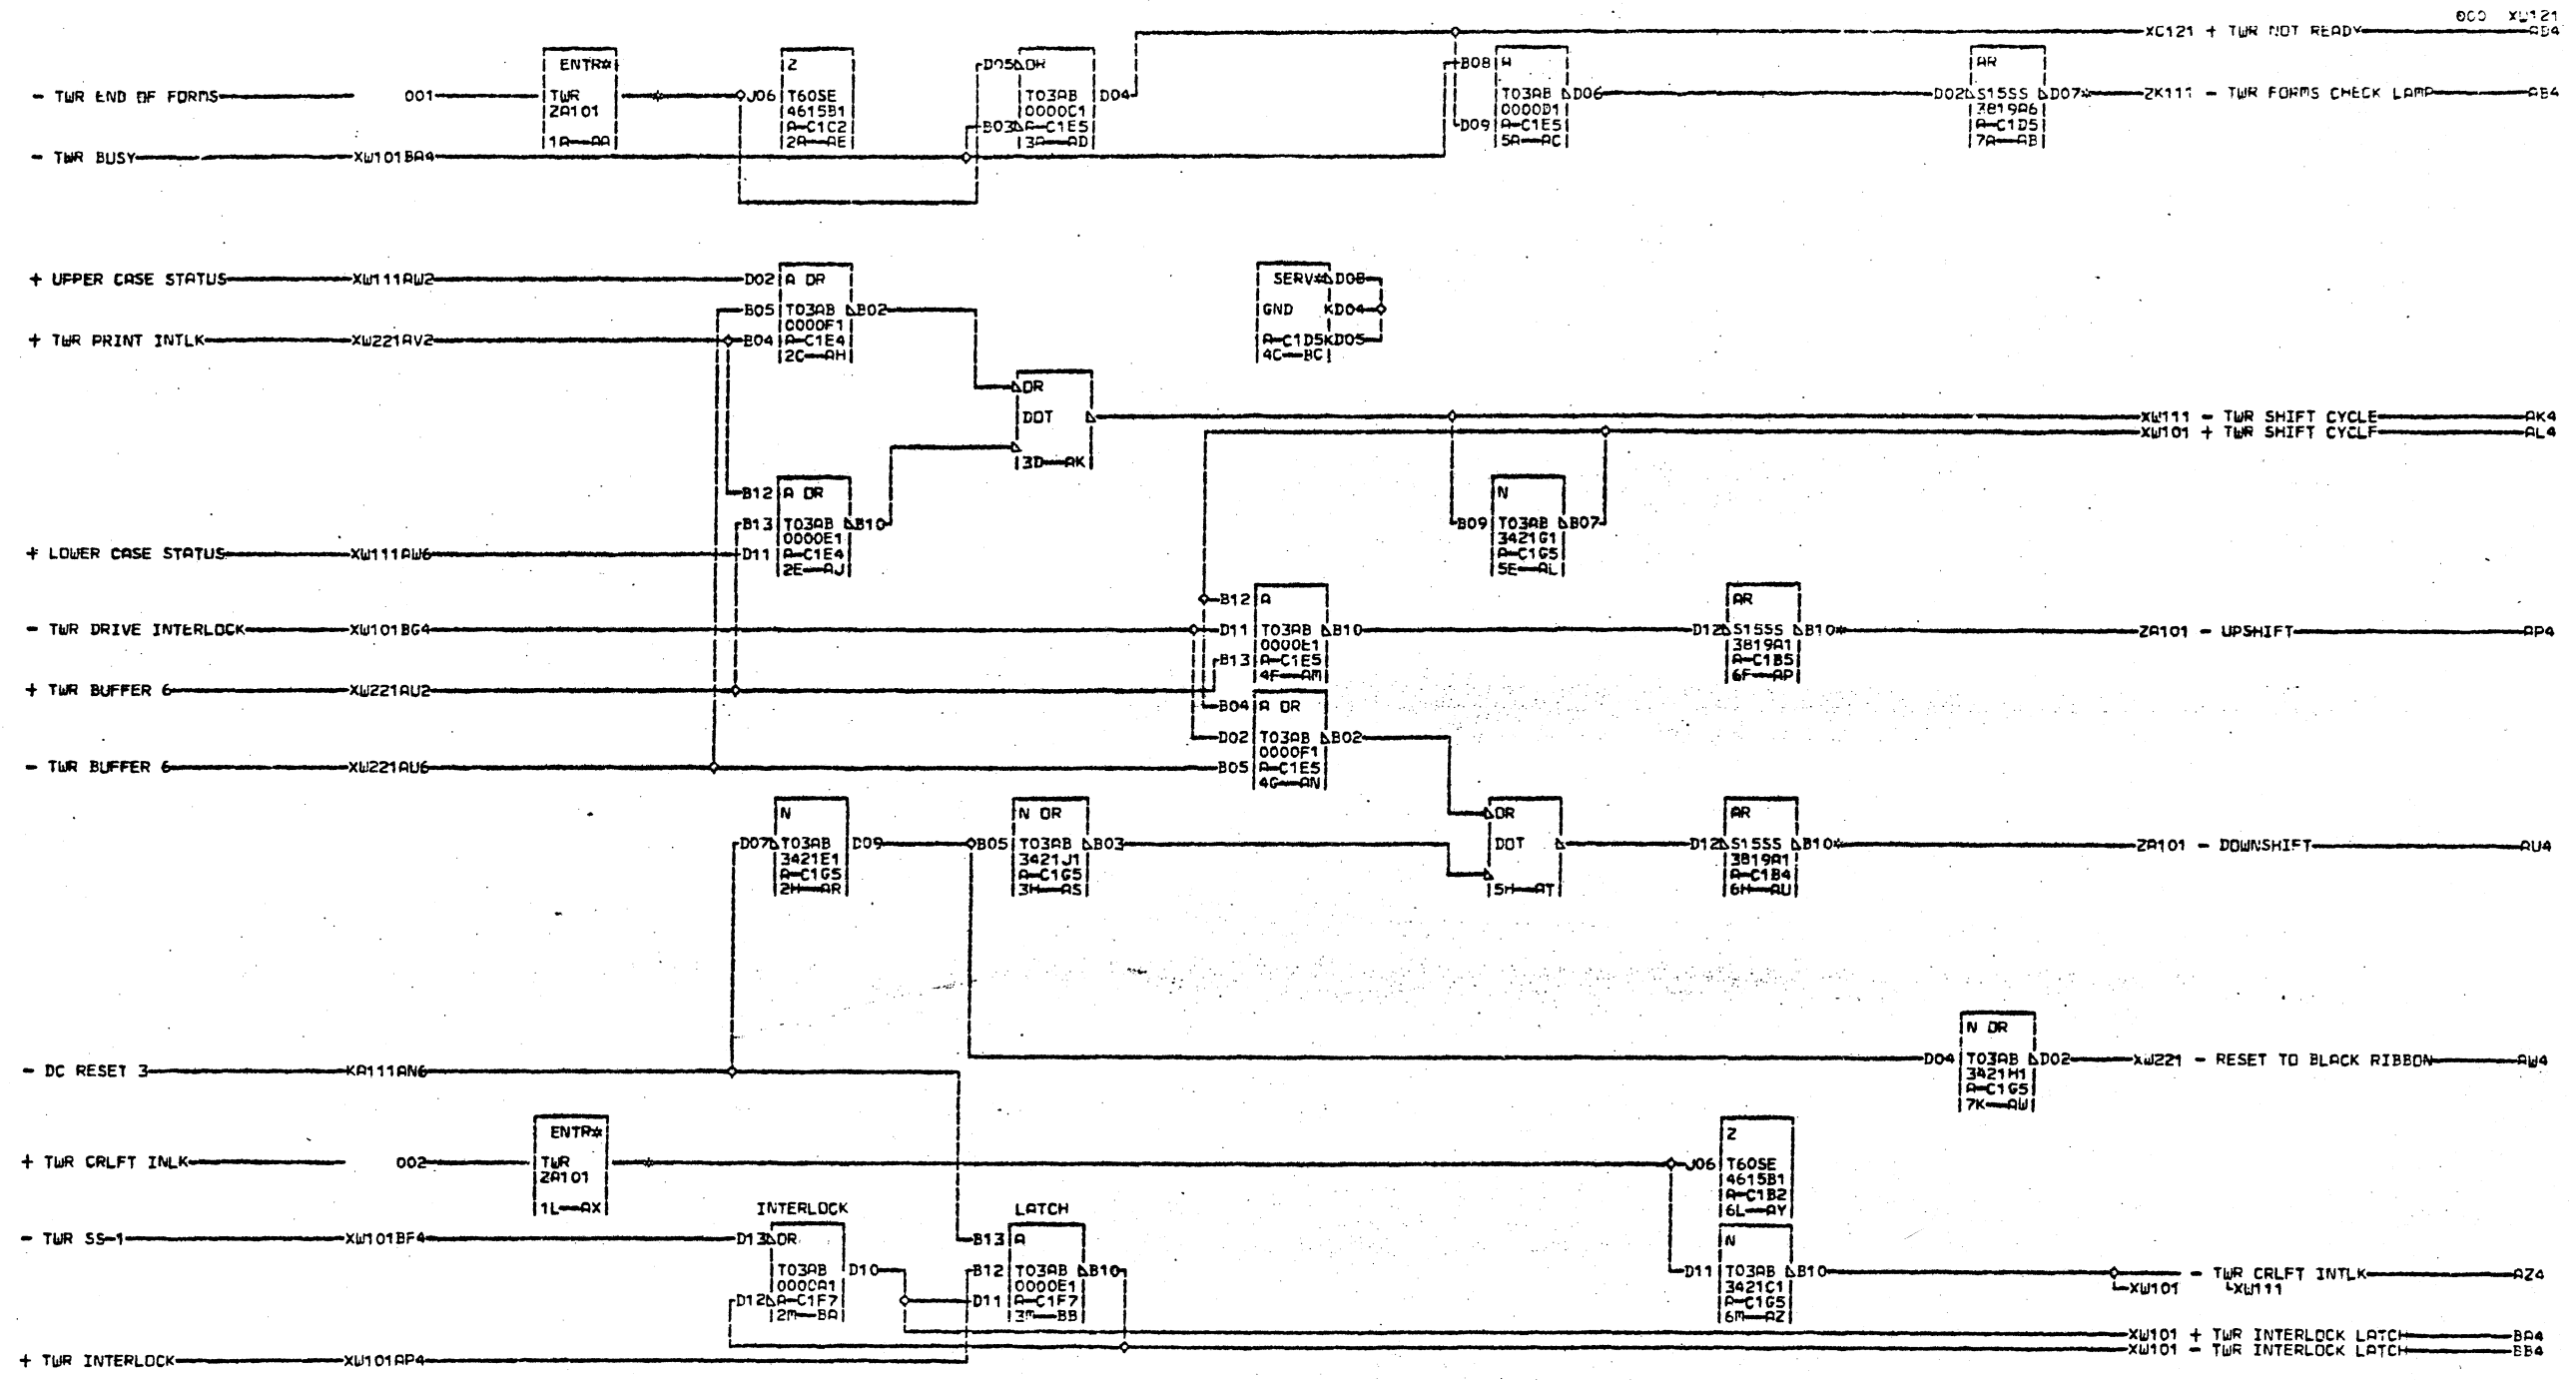 000 XW121
XC121 + TWR NOT READY AD4
- TWR END OF FORMS 001
ENTR*
TWR
ZA101
1A AA
J06
Z
T60SE
4615B1
A-C1C2
2A AE
D05 OR
T03AB D04
0000C1
B03 A-C1E5
3A AD
B08 A
T03AB D06
0000D1
D09 A-C1E5
5A AC
AR
D02 S15SS D07*
3819A6
A-C1D5
7A AB
ZK111 - TWR FORMS CHECK LAMP AB4
- TWR BUSY XW101BA4
+ UPPER CASE STATUS XW111AW2
D02 A OR
B05 T03AB B02
0000F1
B04 A-C1E4
2C AH
+ TWR PRINT INTLK XW221AV2
SERV* D08
GND D04
A-C1D5 D05
4C BC
OR
DOT
3D AK
XW111 - TWR SHIFT CYCLE AK4
XW101 + TWR SHIFT CYCLE AL4
B12 A OR
B13 T03AB B10
0000E1
D11 A-C1E4
2E AJ
N
B09 T03AB B07
3421G1
A-C1G5
5E AL
+ LOWER CASE STATUS XW111AW6
B12 A
D11 T03AB B10
0000E1
B13 A-C1E5
4F AM
AR
D12 S15SS B10*
3819A1
A-C1B5
6F AP
- TWR DRIVE INTERLOCK XW101BG4
ZA101 - UPSHIFT AP4
+ TWR BUFFER 6 XW221AU2
B04 A OR
D02 T03AB B02
0000F1
B05 A-C1E5
4G AN
- TWR BUFFER 6 XW221AU6
N
D07 T03AB D09
3421E1
A-C1G5
2H AR
N OR
B05 T03AB B03
3421J1
A-C1G5
3H AS
OR
DOT
5H AT
AR
D12 S15SS B10*
3819A1
A-C1B4
6H AU
ZA101 - DOWNSHIFT AU4
N OR
D04 T03AB D02
3421H1
A-C1G5
7K AW
XW221 - RESET TO BLACK RIBBON AW4
- DC RESET 3 KA111AN6
+ TWR CRLFT INLK 002
ENTR*
TWR
ZA101
1L AX
Z
J06 T60SE
4615B1
A-C1B2
6L AY
INTERLOCK
LATCH
- TWR SS-1 XW101BF4
D13 OR
T03AB D10
0000A1
D12 A-C1F7
2M BA
B13 A
B12 T03AB B10
0000E1
D11 A-C1F7
3M BB
N
D11 T03AB B10
3421C1
A-C1G5
6M AZ
- TWR CRLFT INTLK AZ4
XW101 XW111
XW101 + TWR INTERLOCK LATCH BA4
XW101 - TWR INTERLOCK LATCH BB4
+ TWR INTERLOCK XW101AP4